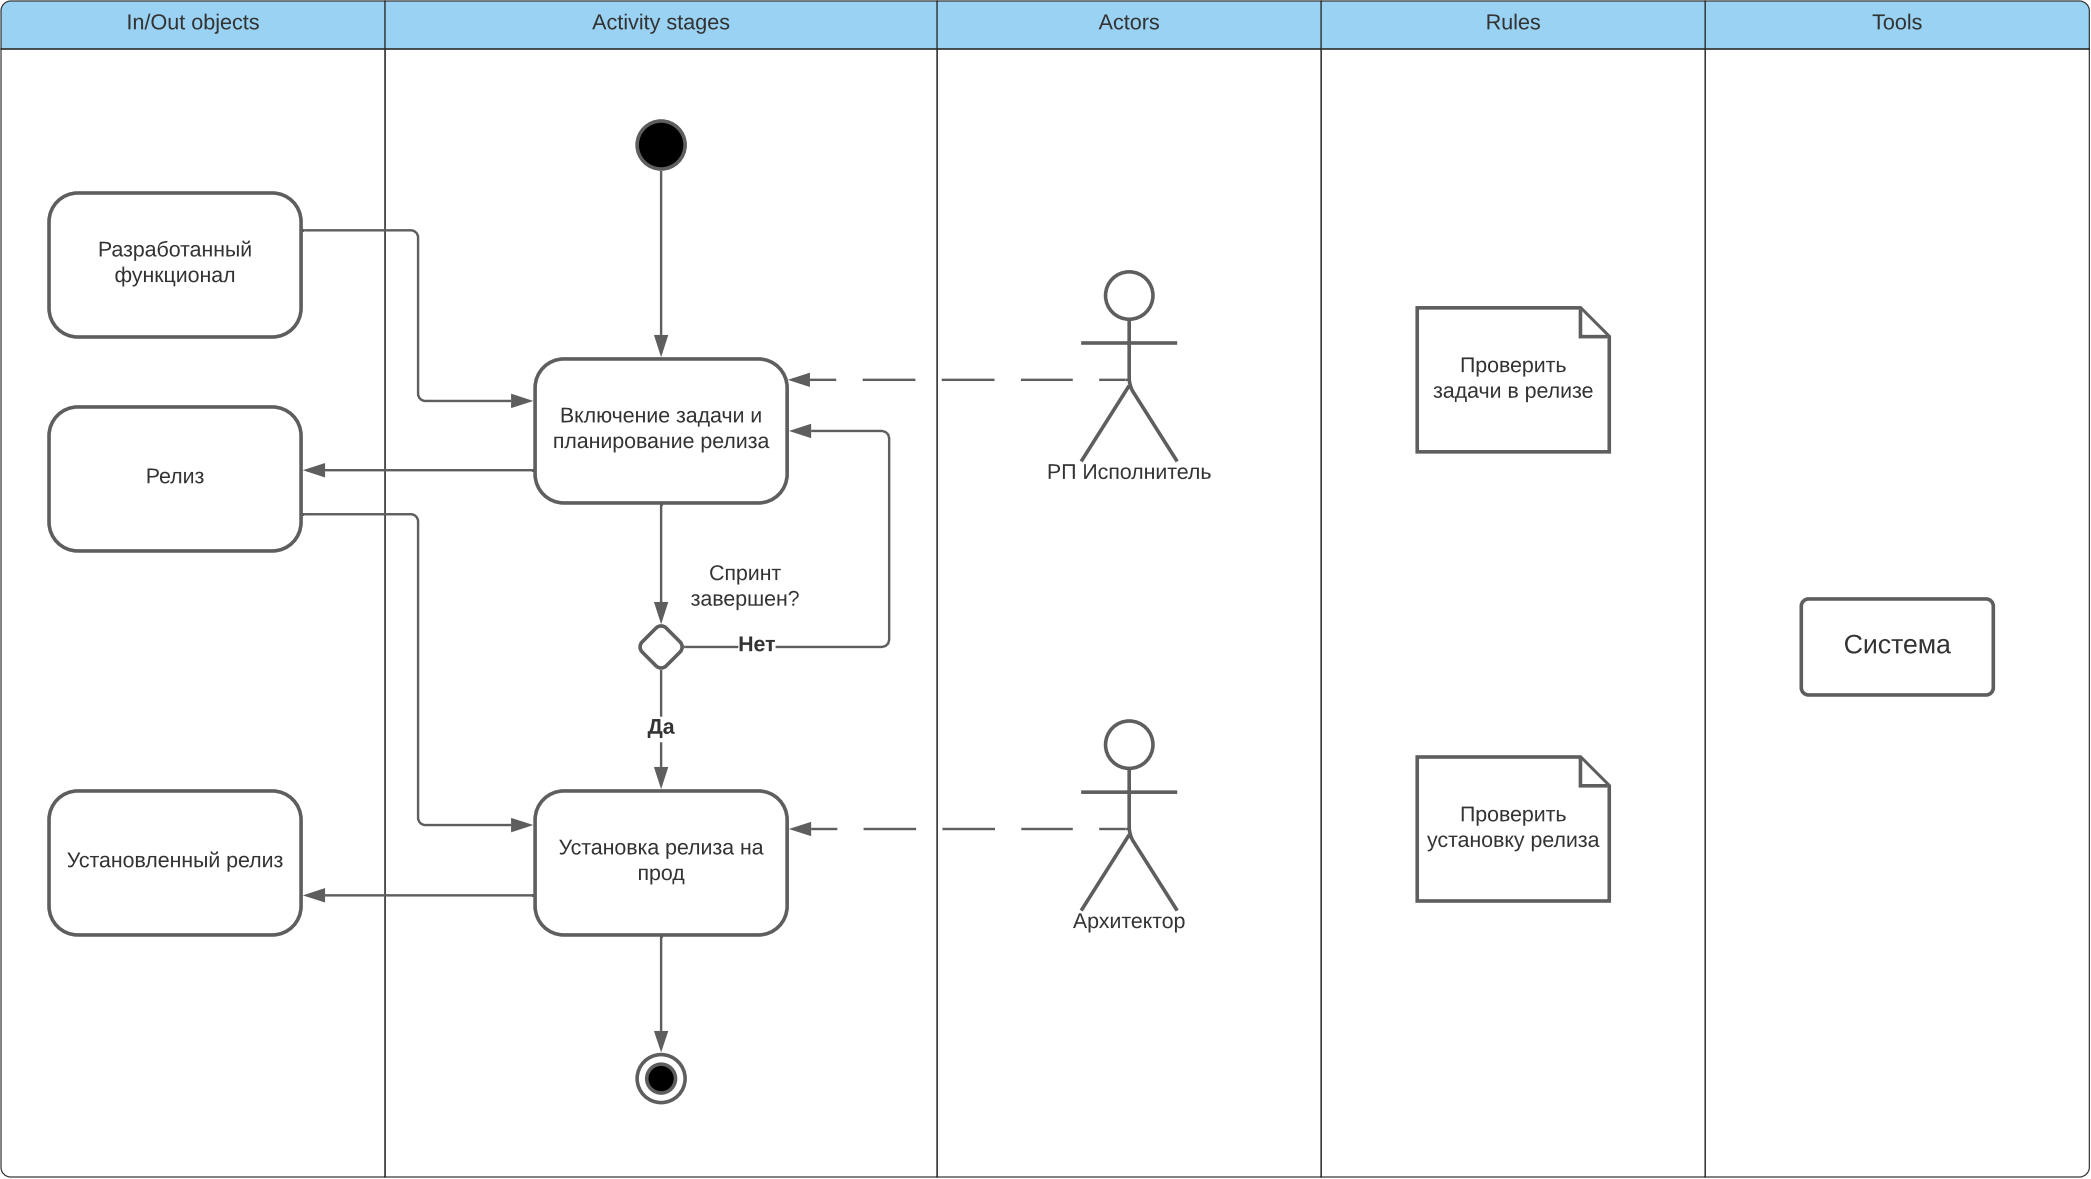 In/Out objects
Activity stages
Actors
Rules
Tools
Разработанный
функционал
Релиз
Установленный релиз
Включение задачи и
планирование релиза
Спринт
завершен?
Нет
Да
Установка релиза на
прод
РП Исполнитель
Архитектор
Проверить
задачи в релизе
Проверить
установку релиза
Система